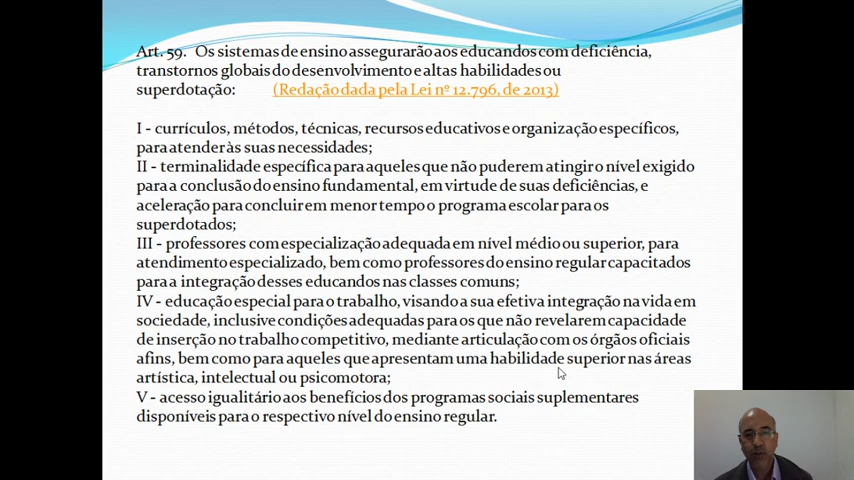 Art. 59. Os sistemas de ensino assegurarão aos educandos com deficiência,
transtornos globais do desenvolvimento e altas habilidades ou
superdotação: (Redação dada pela Lei nº 12.796, de 2013)
I - currículos, métodos, técnicas, recursos educativos e organização específicos,
para atender às suas necessidades;
II - terminalidade específica para aqueles que não puderem atingir o nível exigido
para a conclusão do ensino fundamental, em virtude de suas deficiências, e
aceleração para concluir em menor tempo o programa escolar para os
superdotados;
III - professores com especialização adequada em nível médio ou superior, para
atendimento especializado, bem como professores do ensino regular capacitados
para a integração desses educandos nas classes comuns;
IV - educação especial para o trabalho, visando a sua efetiva integração na vida em
sociedade, inclusive condições adequadas para os que não revelarem capacidade
de inserção no trabalho competitivo, mediante articulação com os órgãos oficiais
afins, bem como para aqueles que apresentam uma habilidade superior nas áreas
artística, intelectual ou psicomotora;
V - acesso igualitário aos benefícios dos programas sociais suplementares
disponíveis para o respectivo nível do ensino regular.